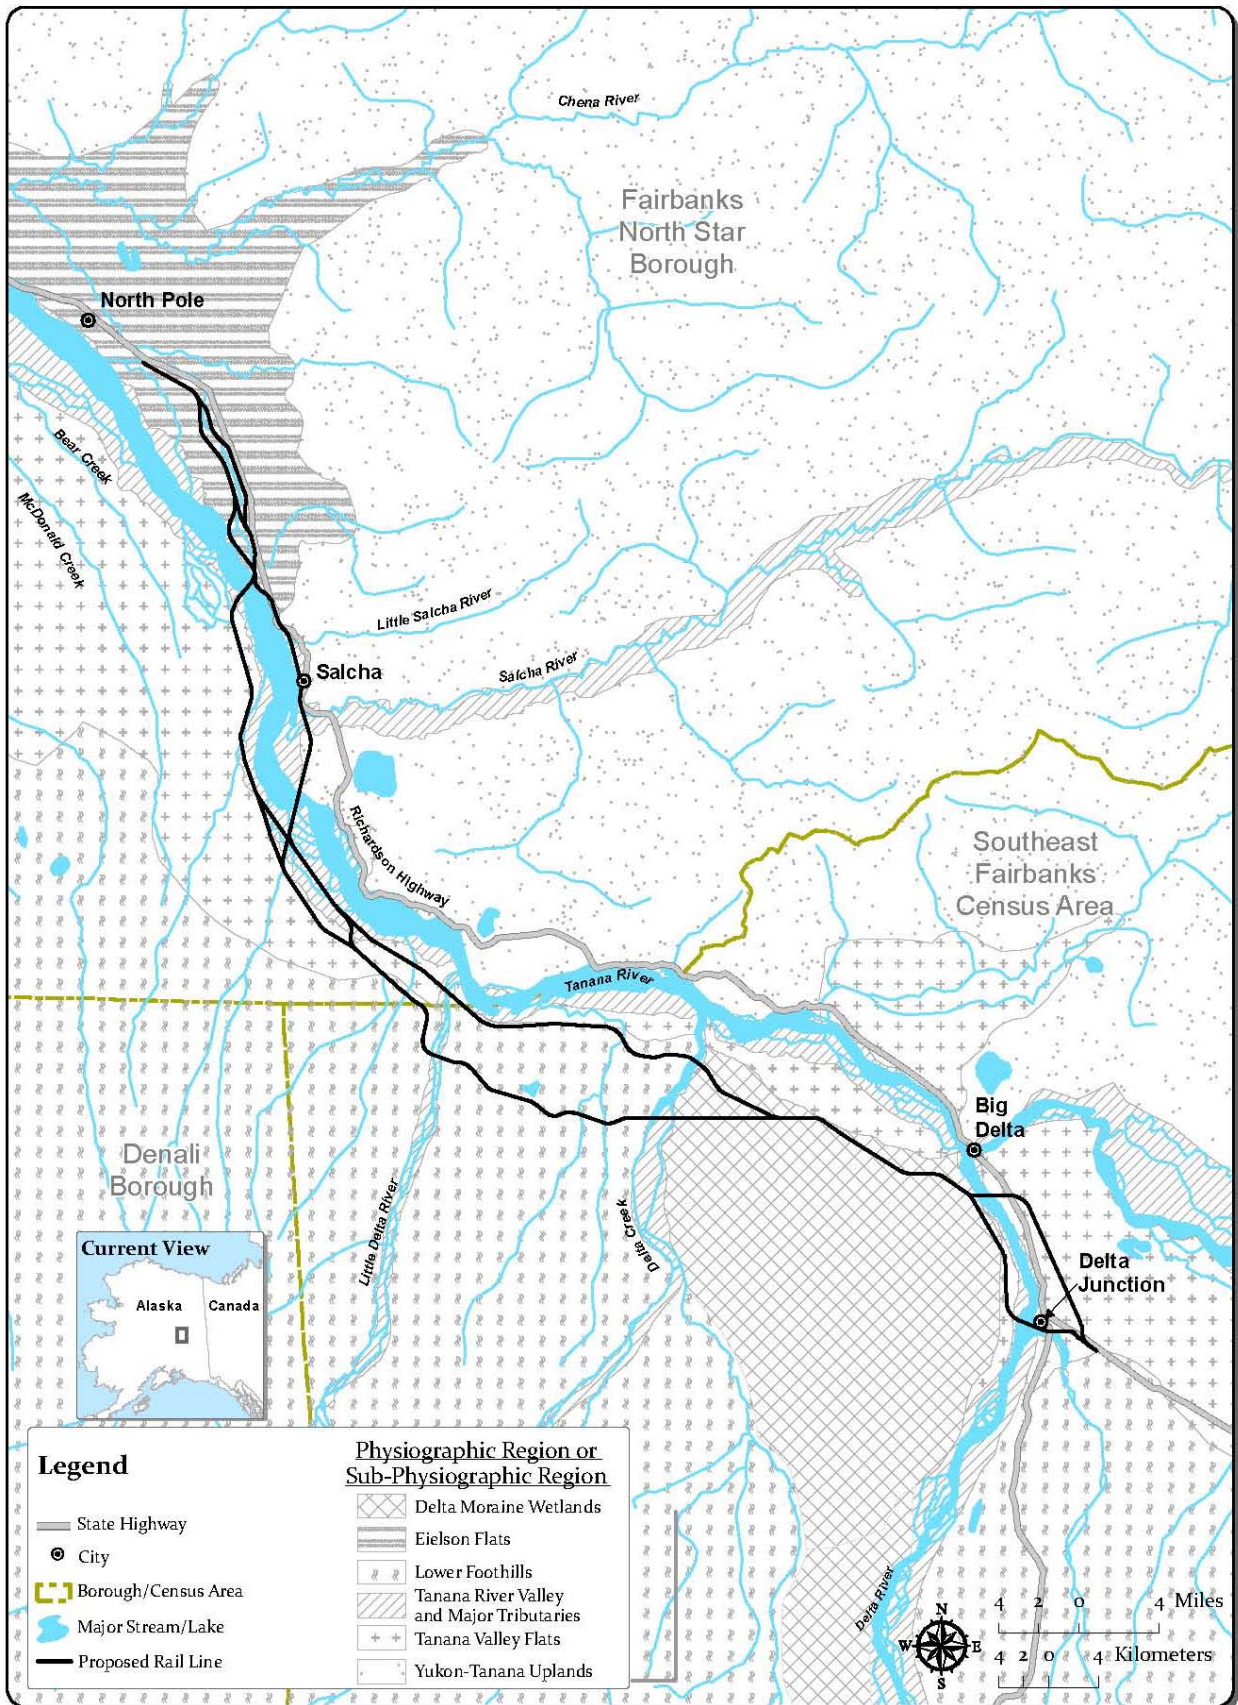 Chena River
Fairbanks
North Star
Borough
North Pole
Bear Creek
McDonald Creek
Little Salcha River
Salcha River
Salcha
Richardson Highway
Southeast
Fairbanks
Census Area
Tanana River
Big
Delta
Denali
Borough
Little Delta River
Delta Creek
Delta
Junction
Current View
Alaska
Canada
Delta River
Legend
State Highway
City
Borough/Census Area
Major Stream/Lake
Proposed Rail Line
Physiographic Region or
Sub-Physiographic Region
Delta Moraine Wetlands
Eielson Flats
Lower Foothills
Tanana River Valley
and Major Tributaries
Tanana Valley Flats
Yukon-Tanana Uplands
N
W E
S
4 2 0 4 Miles
4 2 0 4 Kilometers